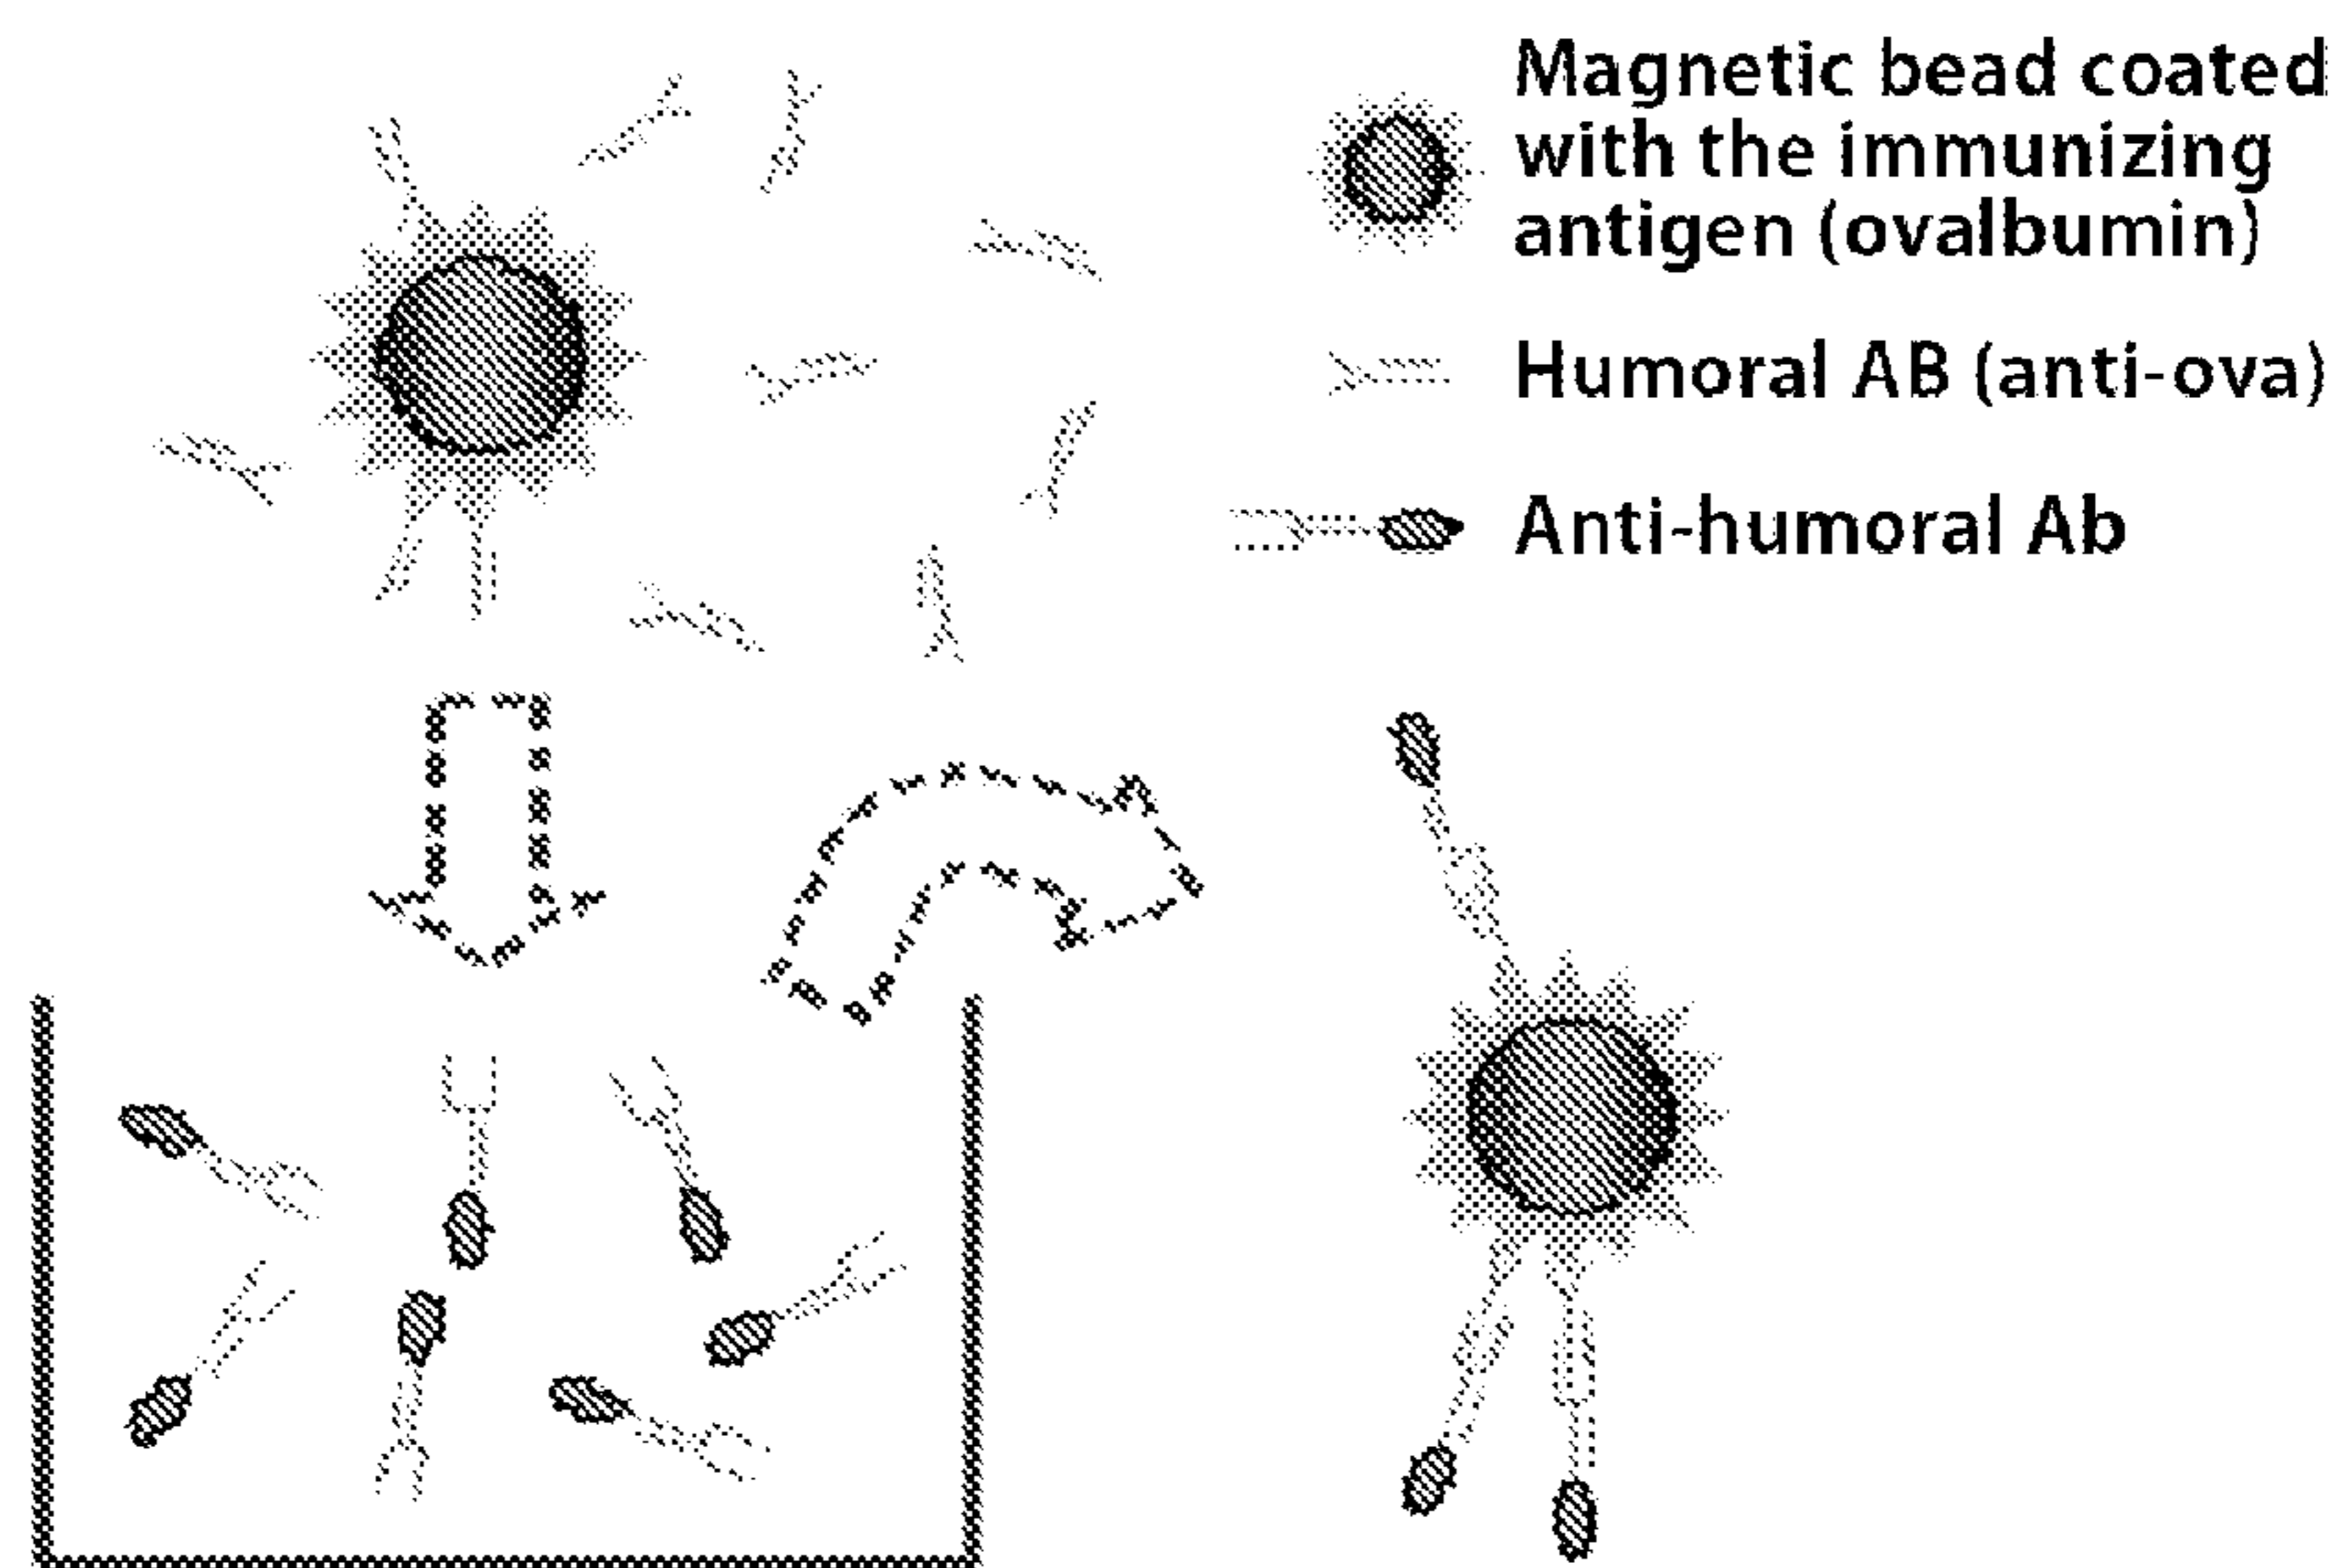 Magnetic bead coated
with the immunizing
antigen (ovalbumin)
Humoral AB (anti-ova)
Anti-humoral Ab